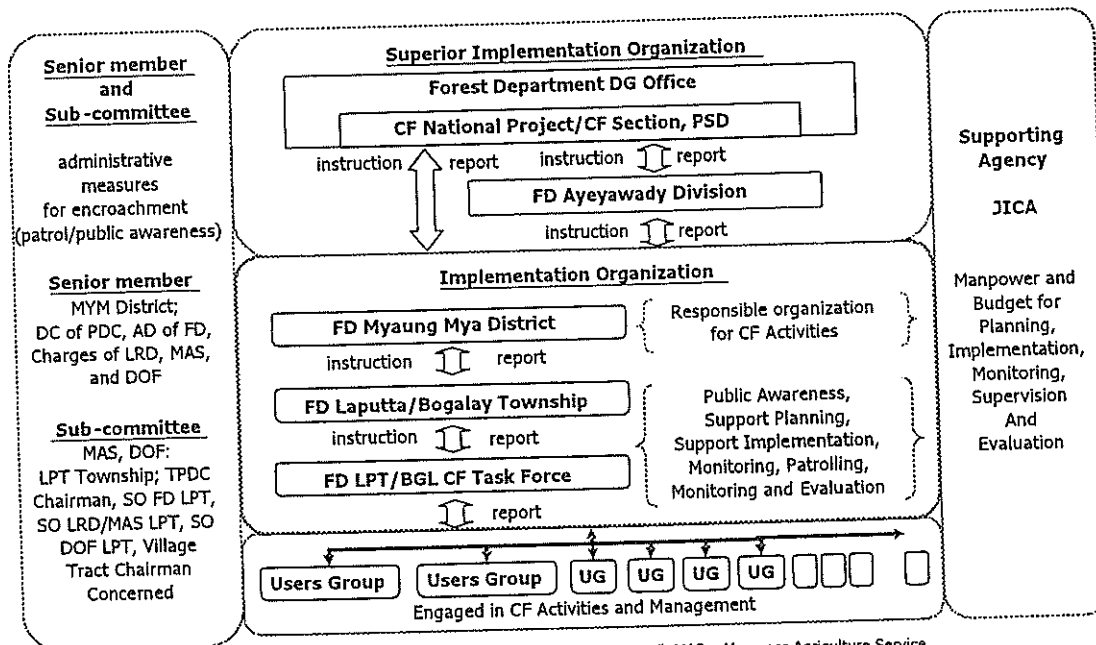 Senior member
and
Sub-committee
administrative
measures
for encroachment
(patrol/public awareness)
Senior member
MYM District;
DC of PDC, AD of FD,
Charges of LRD, MAS,
and DOF
Sub-committee
MAS, DOF:
LPT Township; TPDC
Chairman, SO FD LPT,
SO LRD/MAS LPT, SO
DOF LPT, Village
Tract Chairman
Concerned
Superior Implementation Organization
Forest Department DG Office
CF National Project/CF Section, PSD
instruction report instruction report
FD Ayeyawady Division
instruction report
Implementation Organization
FD Myaung Mya District
Responsible organization
for CF Activities
instruction report
FD Laputta/Bogalay Township
instruction report
FD LPT/BGL CF Task Force
Public Awareness,
Support Planning,
Support Implementation,
Monitoring, Patrolling,
Monitoring and Evaluation
report
Users Group Users Group UG UG UG UG
Engaged in CF Activities and Management
Supporting
Agency
JICA
Manpower and
Budget for
Planning,
Implementation,
Monitoring,
Supervision
And
Evaluation
Agriculture Service